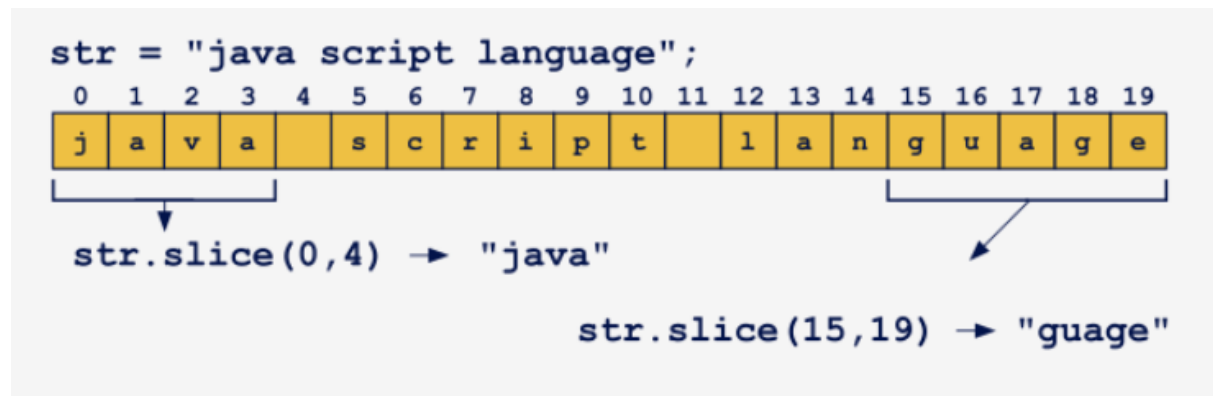 str = "java script language";
0 1 2 3 4 5 6 7 8 9 10 11 12 13 14 15 16 17 18 19
j a v a s c r i p t l a n g u a g e
str.slice(0,4) → "java"
str.slice(15,19) → "guage"